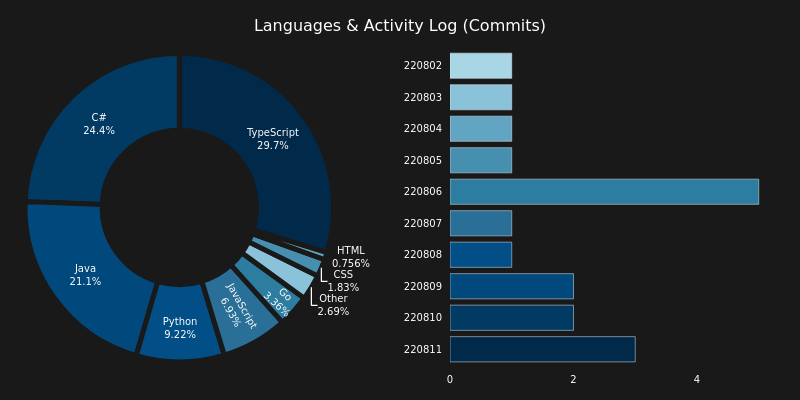 Languages & Activity Log (Commits)
C#
24.4%
TypeScript
29.7%
Java
21.1%
Python
9.22%
JavaScript
6.93%
Go
3.36%
HTML
0.756%
CSS
1.83%
Other
2.69%
220802
220803
220804
220805
220806
220807
220808
220809
220810
220811
0 2 4